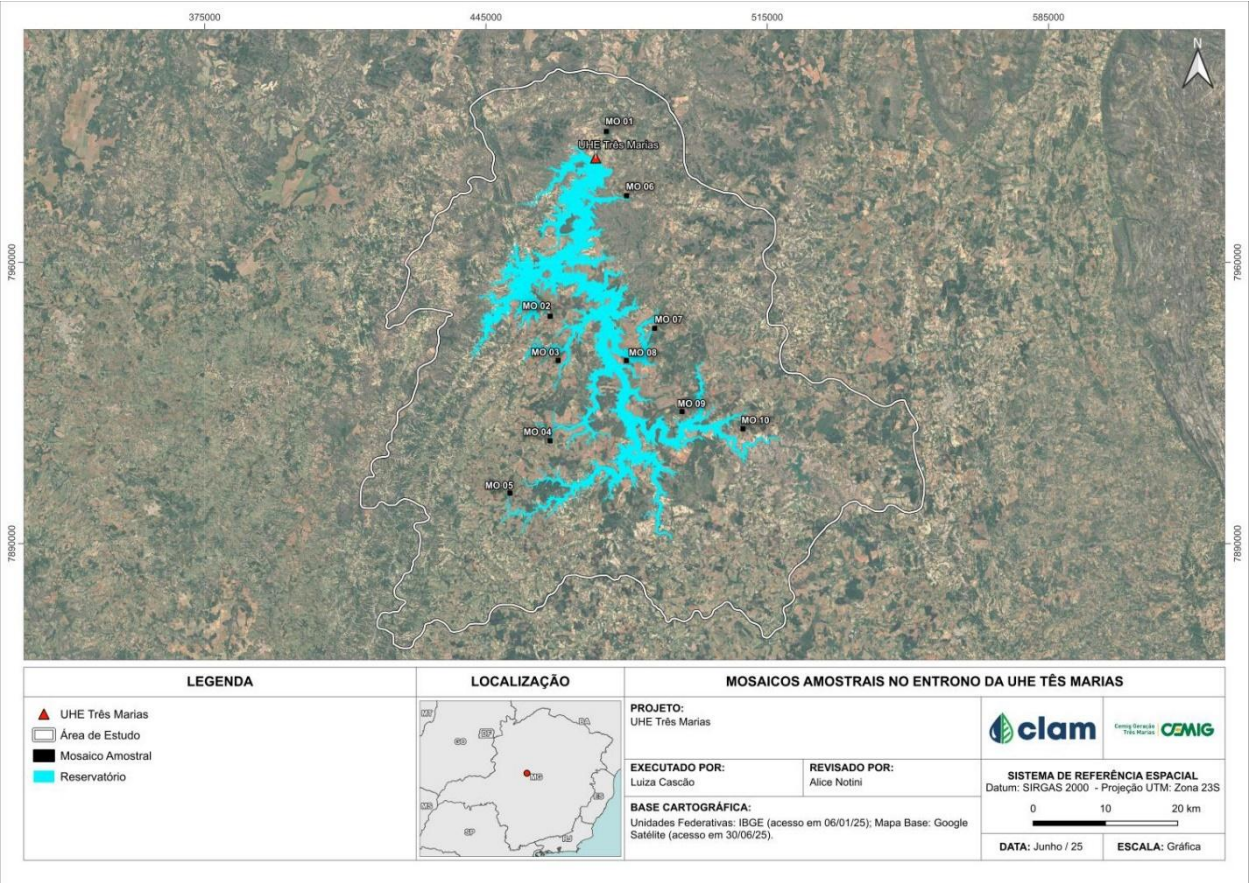 375000
445000
515000
585000
N
MO 01
UHE Três Marias
MO 06
7960000
7960000
MO 02
MO 07
MO 03
MO 08
MO 09
MO 10
MO 04
MO 05
7890000
7890000
LEGENDA
UHE Três Marias
Área de Estudo
Mosaico Amostral
Reservatório
LOCALIZAÇÃO
MT
BA
DF
GO
MG
ES
MS
SP
RJ
MOSAICOS AMOSTRAIS NO ENTRONO DA UHE TÊS MARIAS
PROJETO:
UHE Três Marias
EXECUTADO POR:
Luiza Cascão
REVISADO POR:
Alice Notini
BASE CARTOGRÁFICA:
Unidades Federativas: IBGE (acesso em 06/01/25); Mapa Base: Google
Satélite (acesso em 30/06/25).
clam
Cemig Geração
Três Marias
CEMIG
SISTEMA DE REFERÊNCIA ESPACIAL
Datum: SIRGAS 2000 - Projeção UTM: Zona 23S
0 10 20 km
DATA: Junho / 25
ESCALA: Gráfica